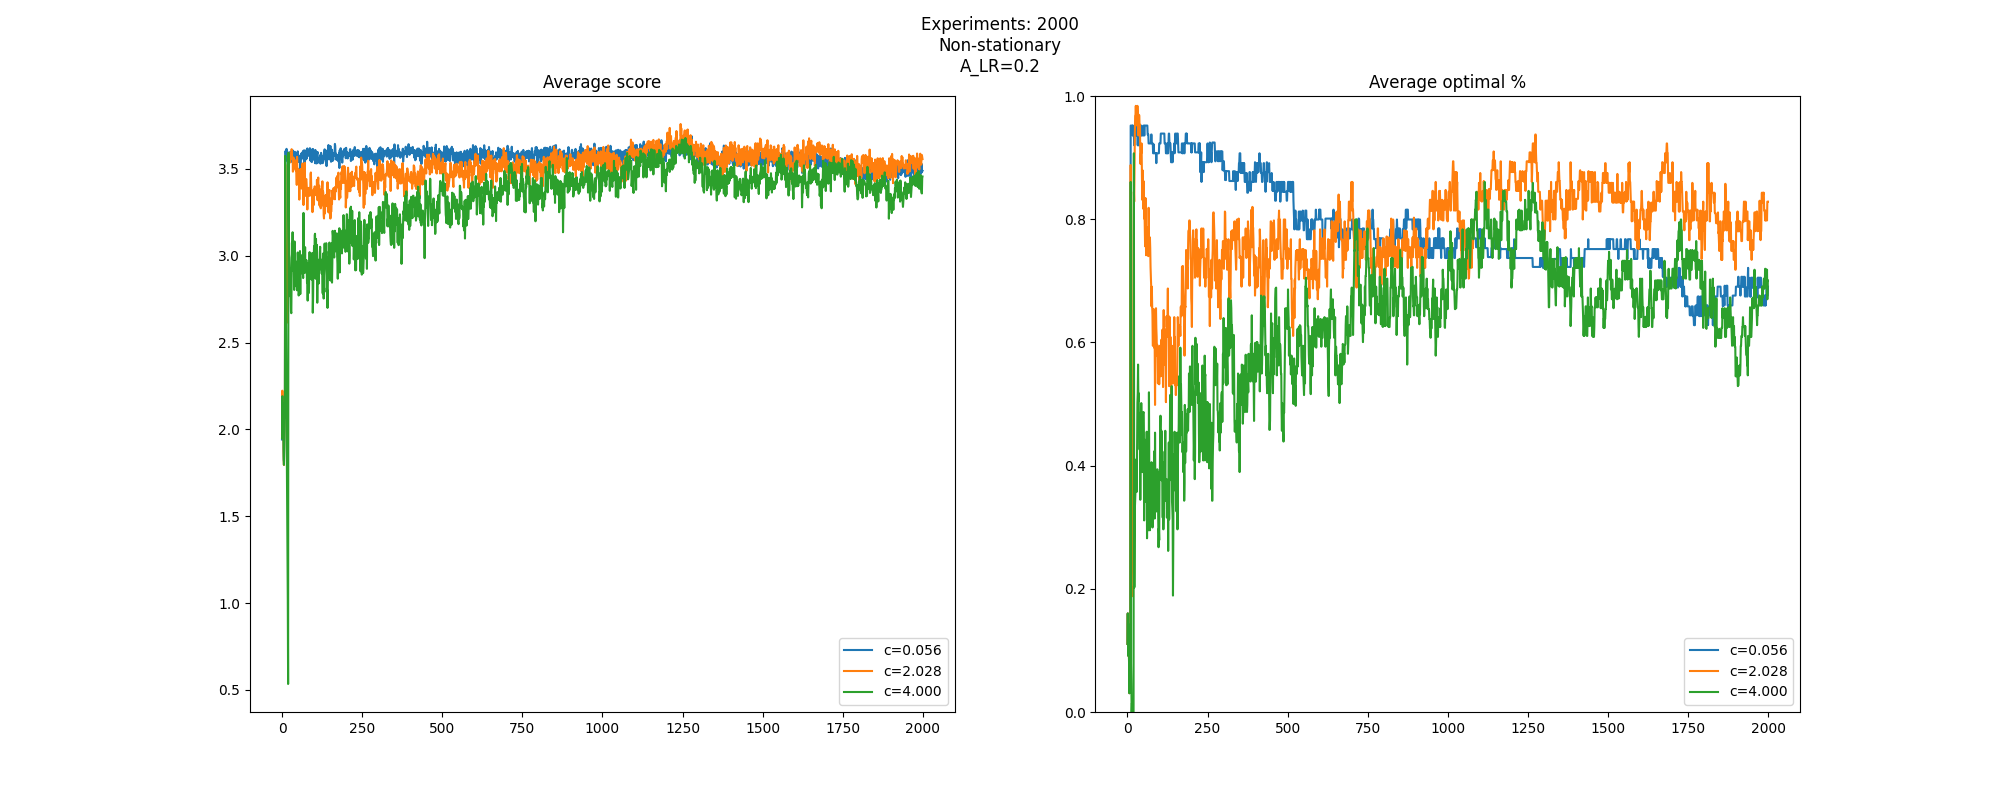 Experiments: 2000
Non-stationary
A_LR=0.2
Average score
3.5
3.0
2.5
2.0
1.5
1.0
0.5
0 250 500 750 1000 1250 1500 1750 2000
c=0.056
c=2.028
c=4.000
Average optimal %
1.0
0.8
0.6
0.4
0.2
0.0
0 250 500 750 1000 1250 1500 1750 2000
c=0.056
c=2.028
c=4.000